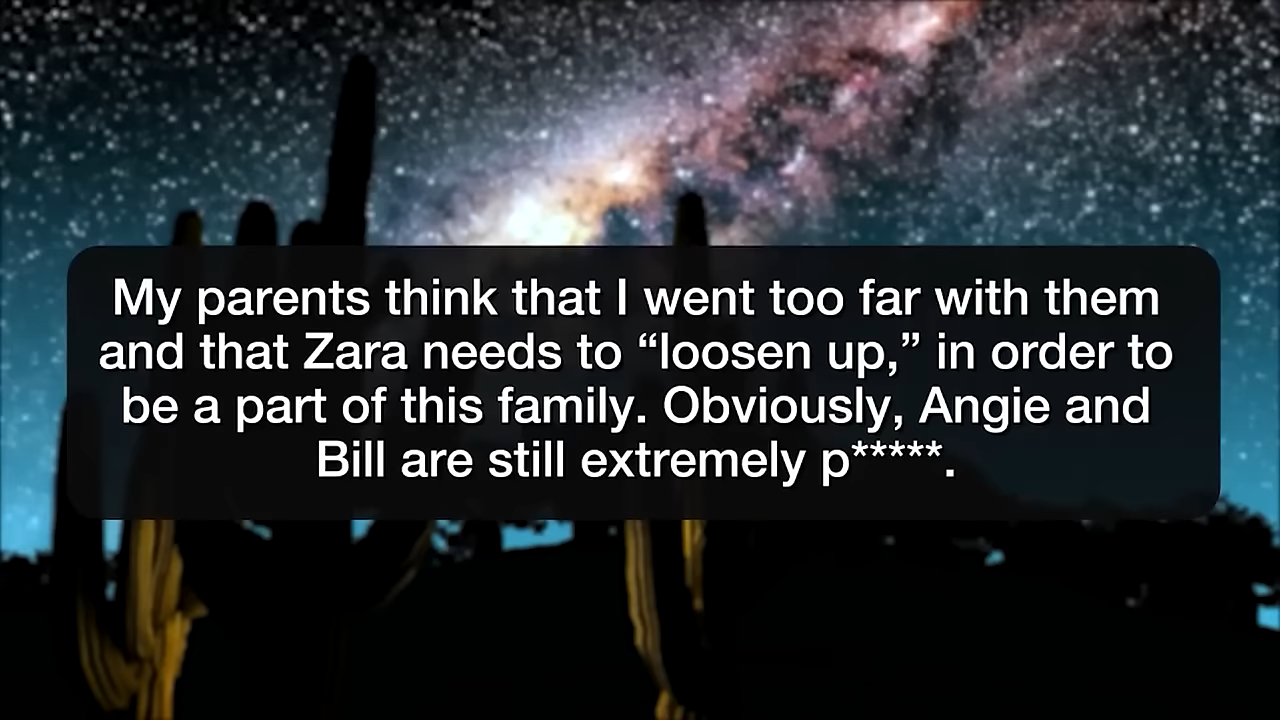 My parents think that I went too far with them
and that Zara needs to “loosen up,” in order to
be a part of this family. Obviously, Angie and
Bill are still extremely p*****.